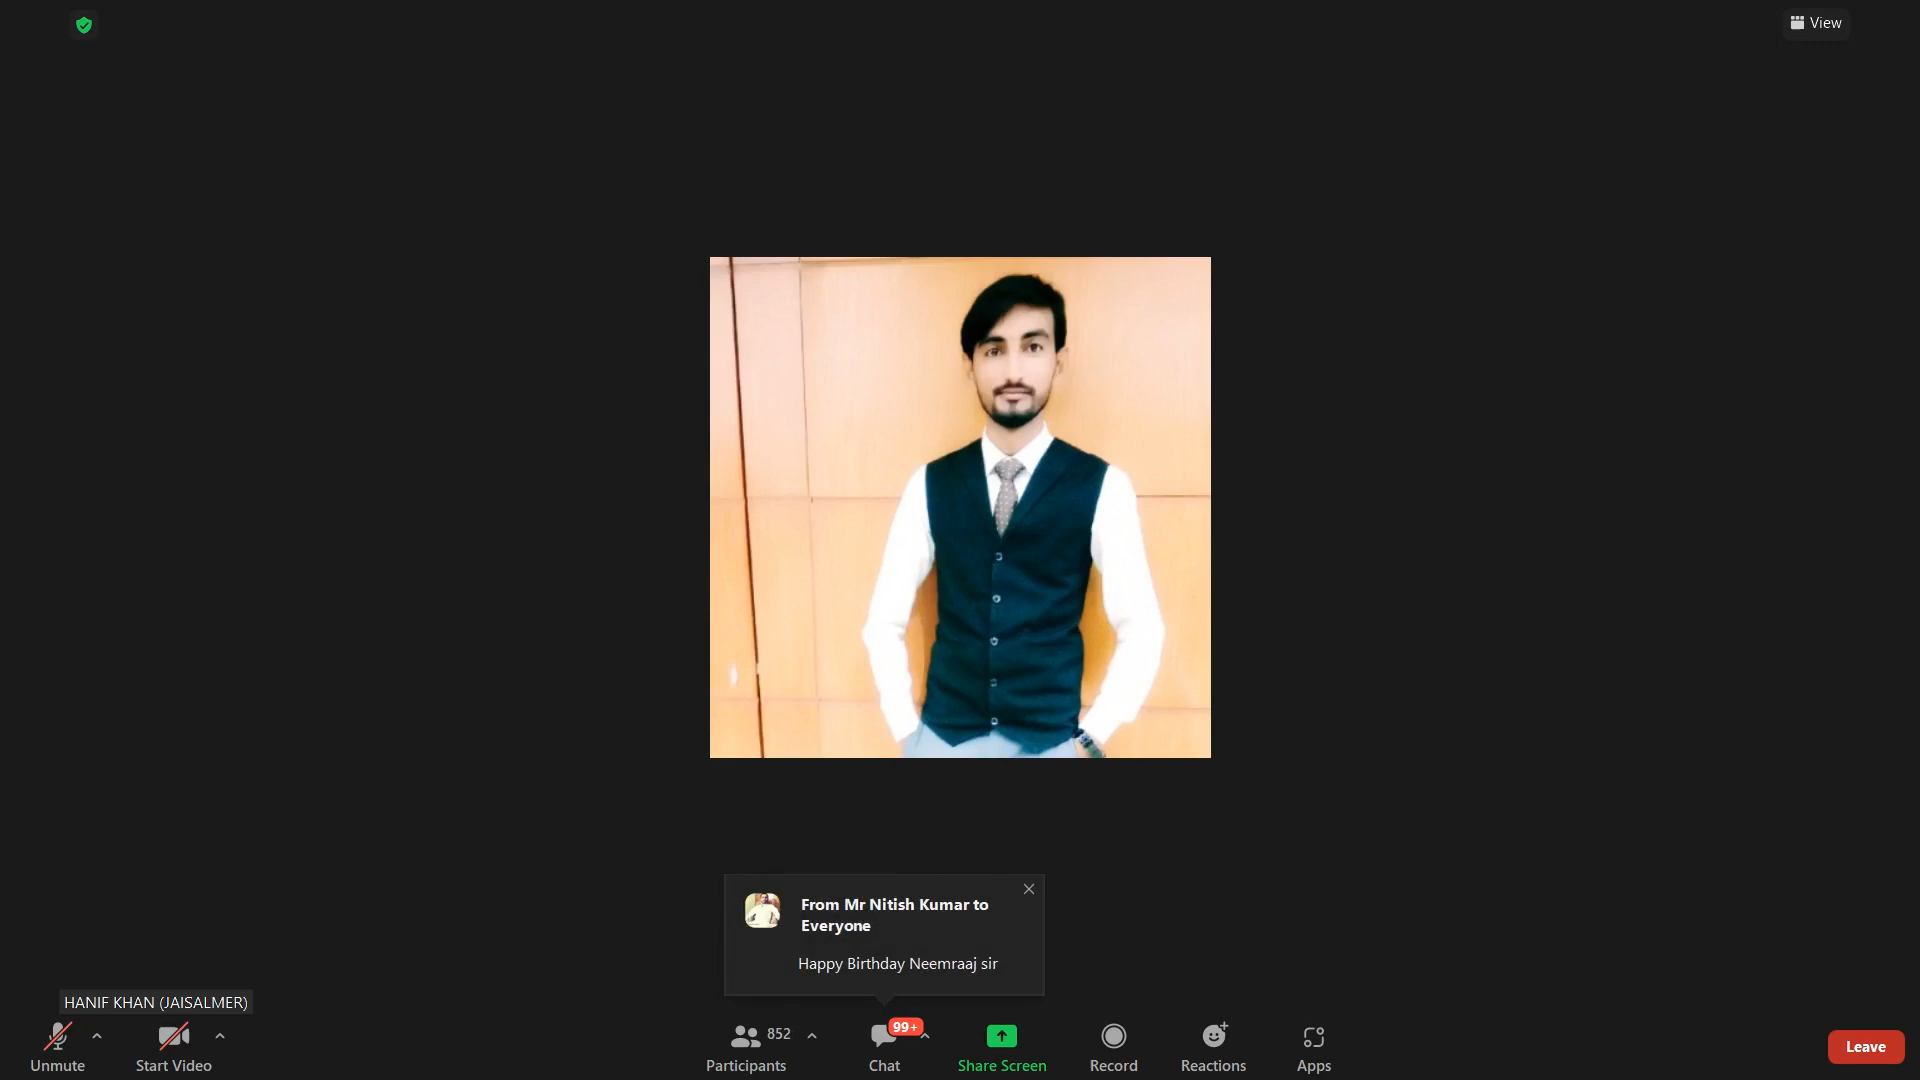 View
From Mr Nitish Kumar to
Everyone
Happy Birthday Neemraaj sir
HANIF KHAN (JAISALMER)
Unmute
Start Video
852
Participants
99+
Chat
Share Screen
Record
Reactions
Apps
Leave